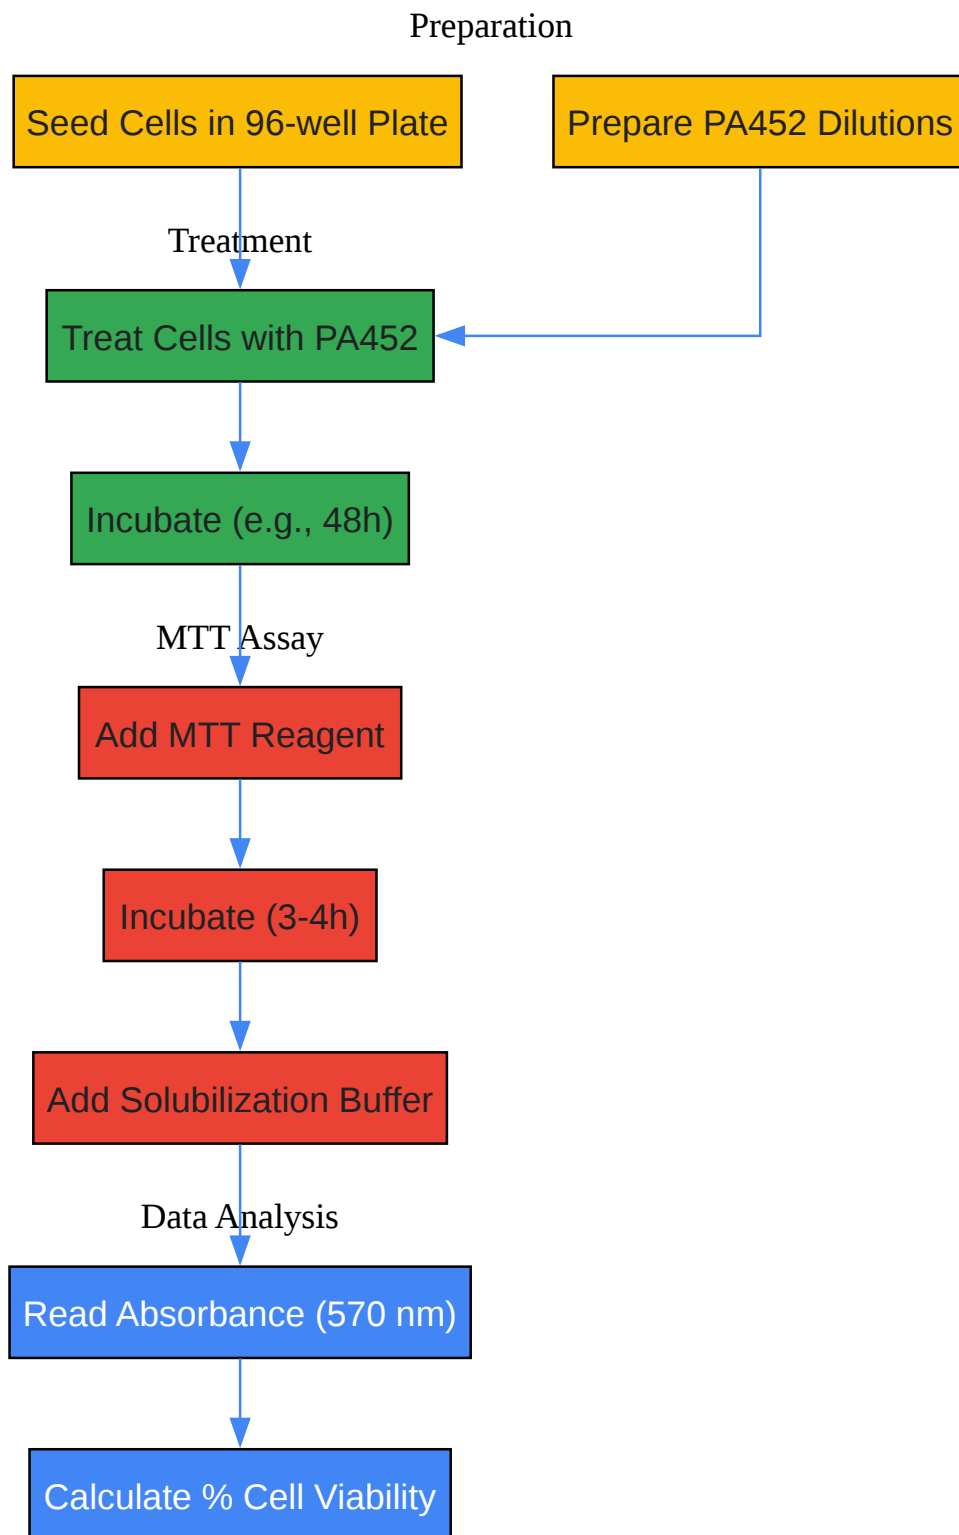 Preparation
Seed Cells in 96-well Plate
Prepare PA452 Dilutions
Treatment
Treat Cells with PA452
Incubate (e.g., 48h)
MTT Assay
Add MTT Reagent
Incubate (3-4h)
Add Solubilization Buffer
Data Analysis
Read Absorbance (570 nm)
Calculate % Cell Viability